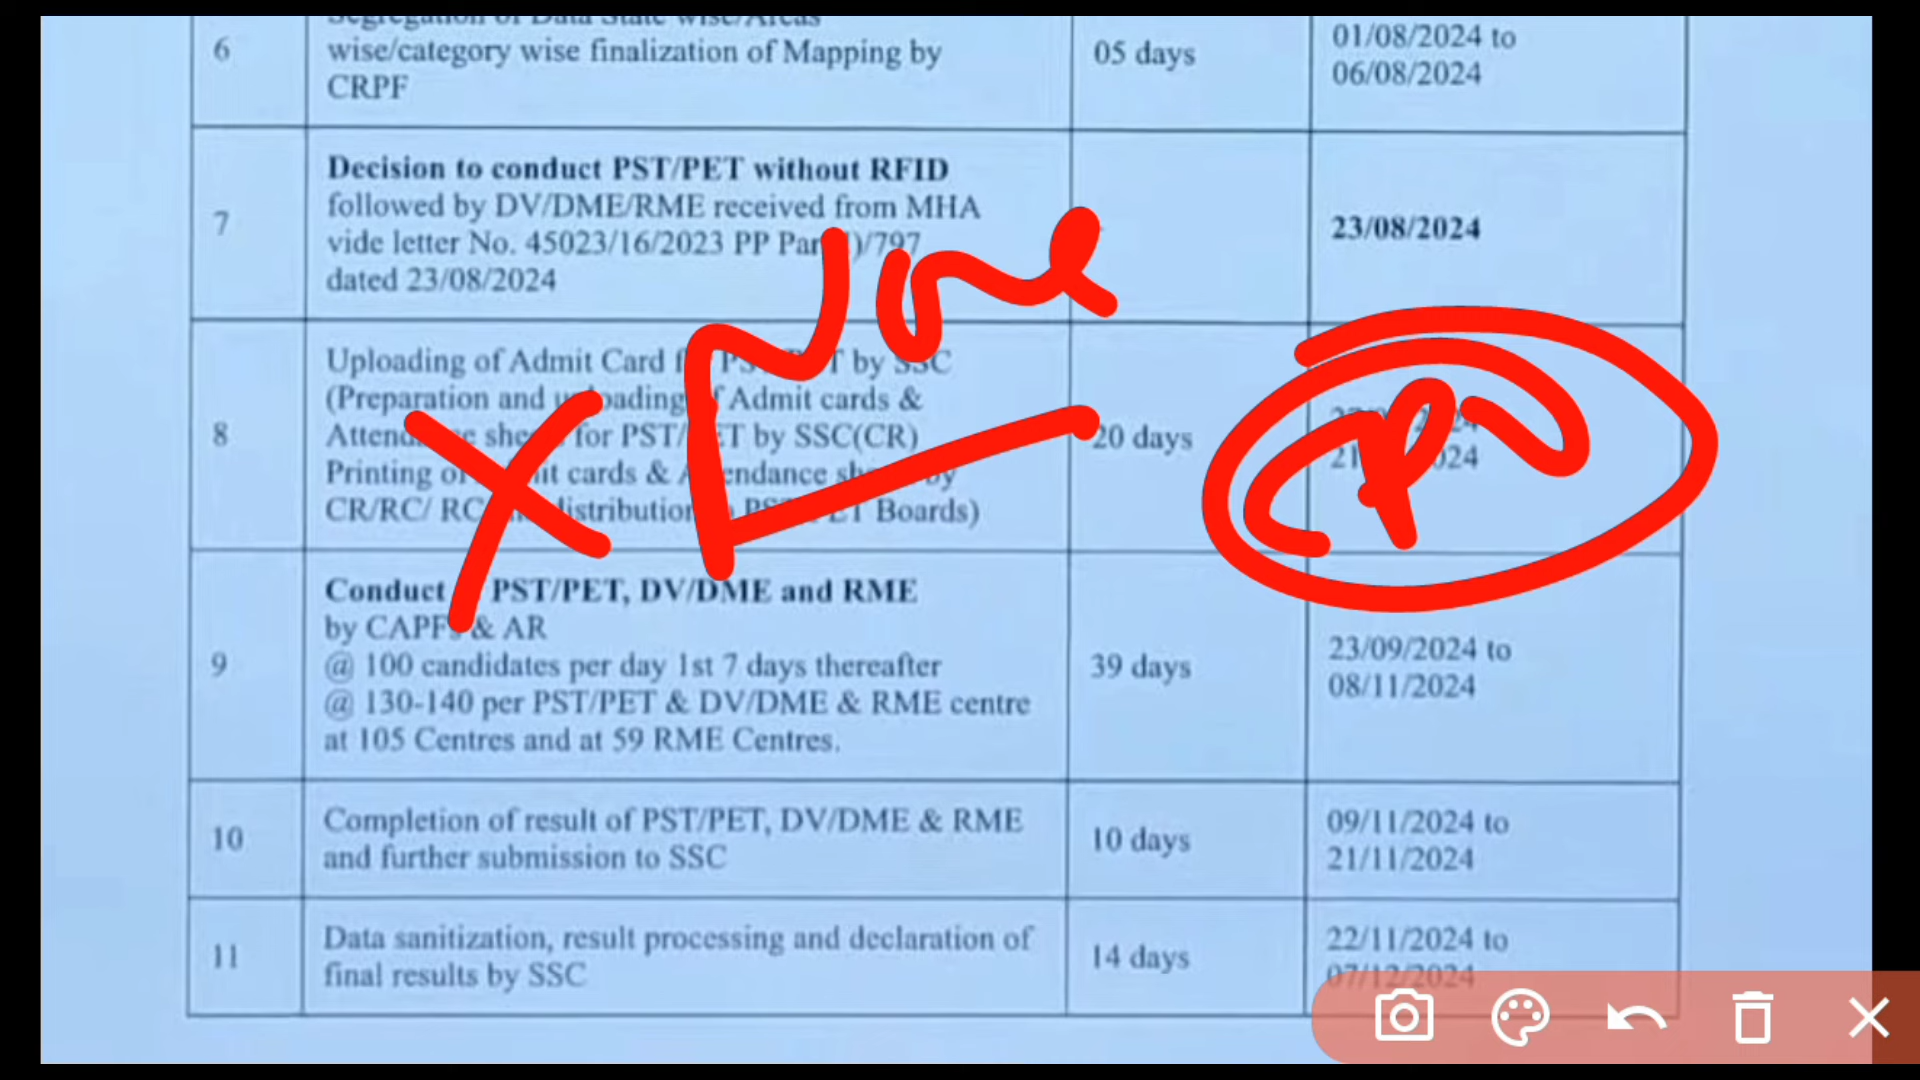 6
wise/category wise finalization of Mapping by
CRPF
05 days
01/08/2024 to
06/08/2024
7
Decision to conduct PST/PET without RFID
followed by DV/DME/RME received from MHA
vide letter No. 45023/16/2023 PP )/797
dated 23/08/2024
23/08/2024
8
Uploading of Admit Card by SSC
(Preparation and Admit cards &
for by SSC(CR)
Printing cards &
CR/RC/ Boards)
20 days
9
Conduct PST/PET, DV/DME and RME
by CAPFs & AR
@ 100 candidates per day 1st 7 days thereafter
@ 130-140 per PST/PET & DV/DME & RME centre
at 105 Centres and at 59 RME Centres.
39 days
23/09/2024 to
08/11/2024
10
Completion of result of PST/PET, DV/DME & RME
and further submission to SSC
10 days
09/11/2024 to
21/11/2024
11
Data sanitization, result processing and declaration of
final results by SSC
14 days
22/11/2024 to
07/12/2024